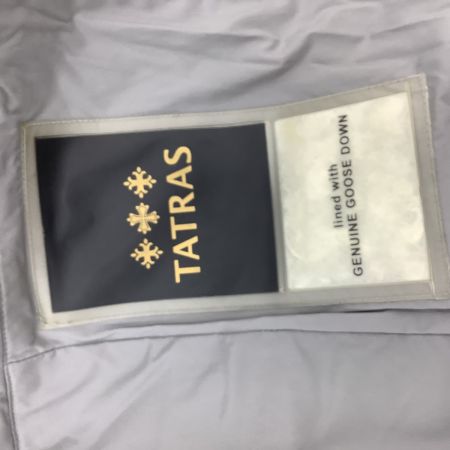 TATRAS
lined with
GENUINE GOOSE DOWN